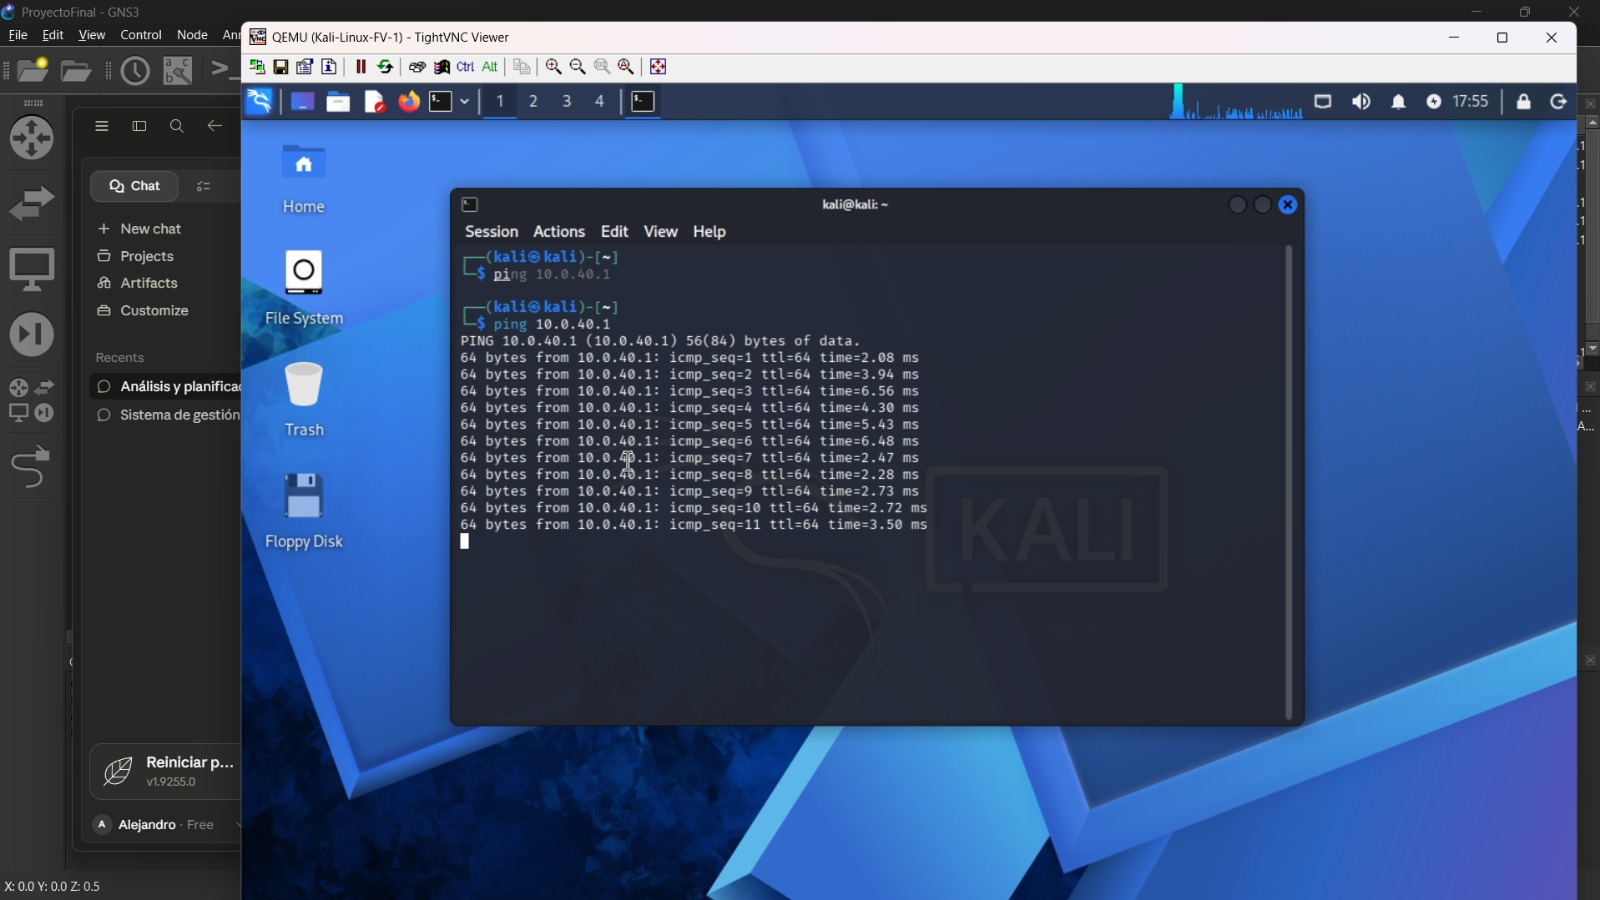 ProyectoFinal - GNS3
File Edit View Control Node
QEMU (Kali-Linux-FV-1) - TightVNC Viewer
Ctrl Alt
1 2 3 4
17:55
Chat
New chat
Projects
Artifacts
Customize
Recents
Análisis y planifica
Sistema de gestión
Reiniciar p...
v1.9255.0
A Alejandro · Free
X: 0.0 Y: 0.0 Z: 0.5
Home
File System
Trash
Floppy Disk
kali@kali: ~
Session Actions Edit View Help
┌──(kali㉿kali)-[~]
└─$ ping 10.0.40.1
┌──(kali㉿kali)-[~]
└─$ ping 10.0.40.1
PING 10.0.40.1 (10.0.40.1) 56(84) bytes of data.
64 bytes from 10.0.40.1: icmp_seq=1 ttl=64 time=2.08 ms
64 bytes from 10.0.40.1: icmp_seq=2 ttl=64 time=3.94 ms
64 bytes from 10.0.40.1: icmp_seq=3 ttl=64 time=6.56 ms
64 bytes from 10.0.40.1: icmp_seq=4 ttl=64 time=4.30 ms
64 bytes from 10.0.40.1: icmp_seq=5 ttl=64 time=5.43 ms
64 bytes from 10.0.40.1: icmp_seq=6 ttl=64 time=6.48 ms
64 bytes from 10.0.40.1: icmp_seq=7 ttl=64 time=2.47 ms
64 bytes from 10.0.40.1: icmp_seq=8 ttl=64 time=2.28 ms
64 bytes from 10.0.40.1: icmp_seq=9 ttl=64 time=2.73 ms
64 bytes from 10.0.40.1: icmp_seq=10 ttl=64 time=2.72 ms
64 bytes from 10.0.40.1: icmp_seq=11 ttl=64 time=3.50 ms
KALI